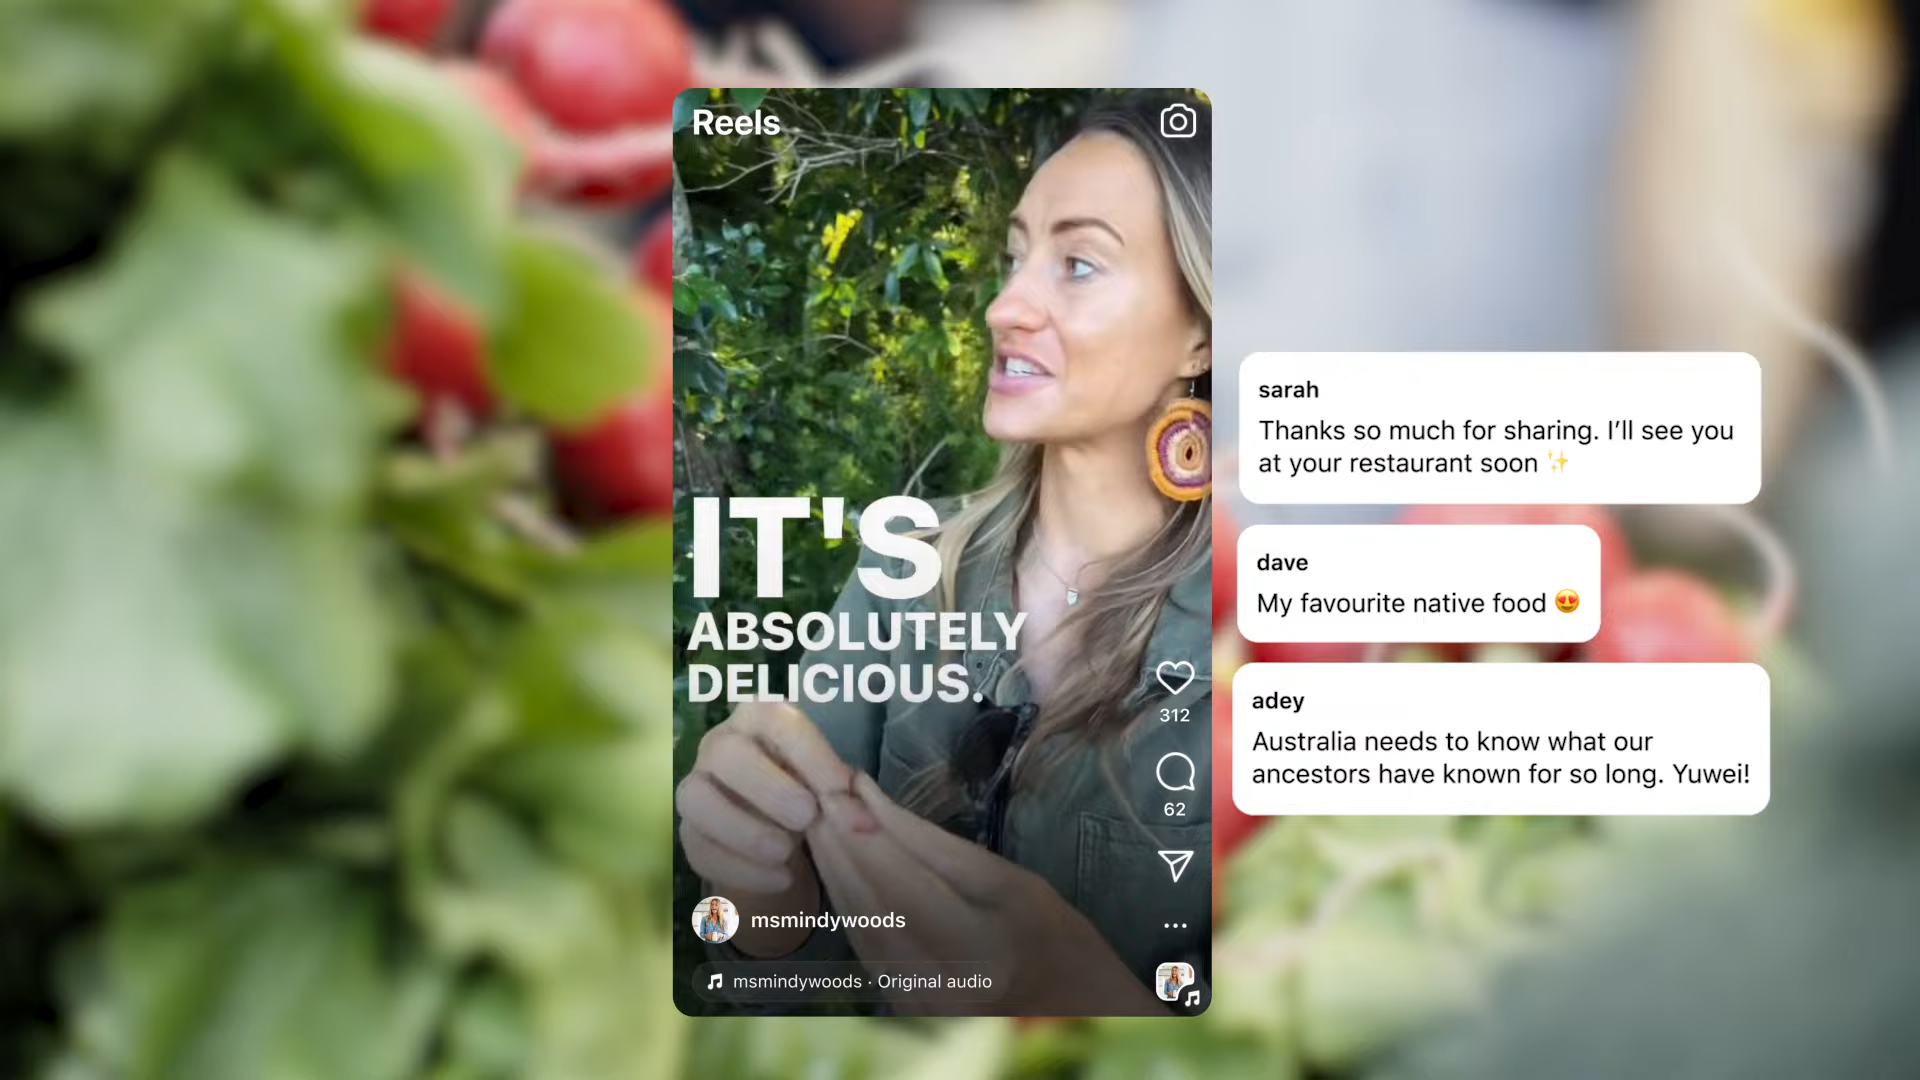 Reels
IT'S
ABSOLUTELY
DELICIOUS.
312
62
msmindywoods
msmindywoods · Original audio
sarah
Thanks so much for sharing. I’ll see you
at your restaurant soon ✨
dave
My favourite native food 😍
adey
Australia needs to know what our
ancestors have known for so long. Yuwei!